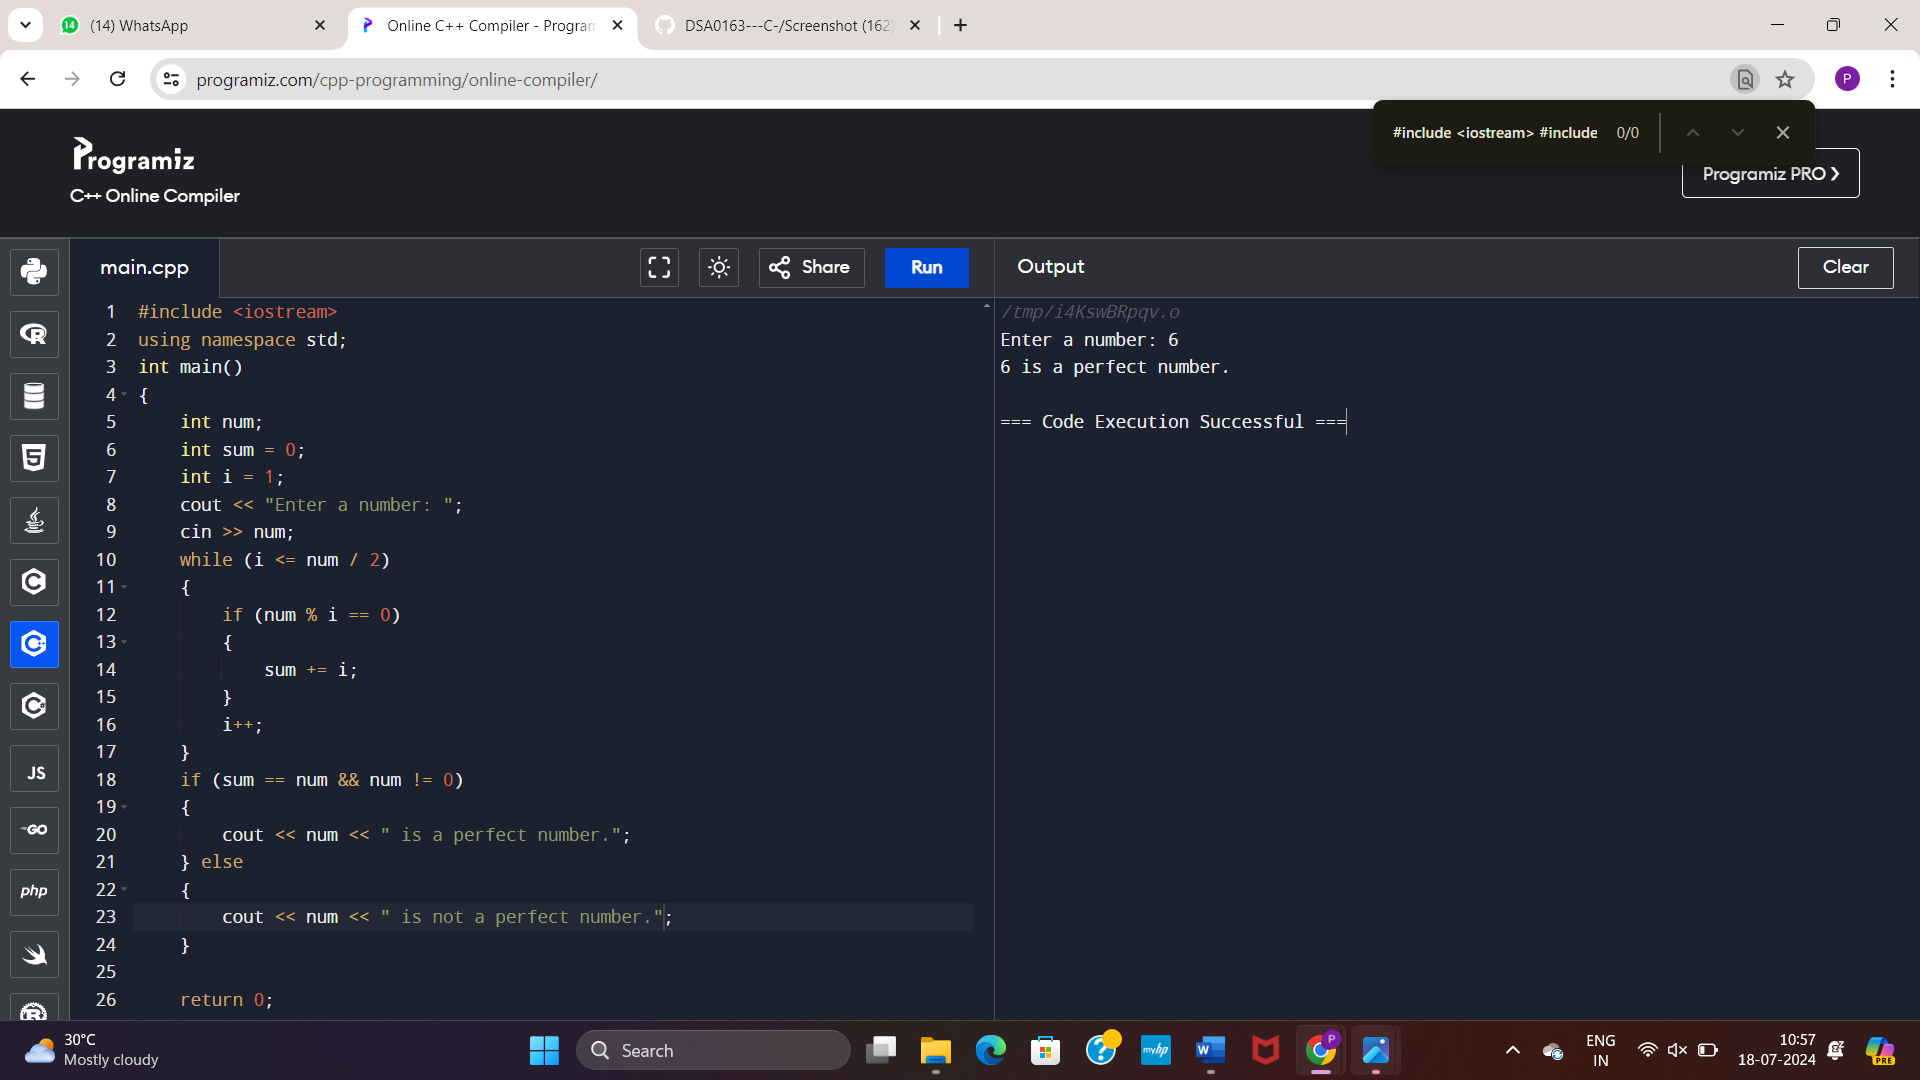 14 (14) WhatsApp
Online C++ Compiler - Program
DSA0163---C-/Screenshot (162)
programiz.com/cpp-programming/online-compiler/
P
#include <iostream> #include 0/0
Programiz
C++ Online Compiler
Programiz PRO
main.cpp
Share
Run
Output
Clear
1 #include <iostream>
2 using namespace std;
3 int main()
4 {
5 int num;
6 int sum = 0;
7 int i = 1;
8 cout << "Enter a number: ";
9 cin >> num;
10 while (i <= num / 2)
11 {
12 if (num % i == 0)
13 {
14 sum += i;
15 }
16 i++;
17 }
18 if (sum == num && num != 0)
19 {
20 cout << num << " is a perfect number.";
21 } else
22 {
23 cout << num << " is not a perfect number.";
24 }
25
26 return 0;
/tmp/i4KswBRpqv.o
Enter a number: 6
6 is a perfect number.
=== Code Execution Successful ===
JS
GO
php
30°C
Mostly cloudy
Search
myhp
W
P
ENG
IN
10:57
18-07-2024
PRE